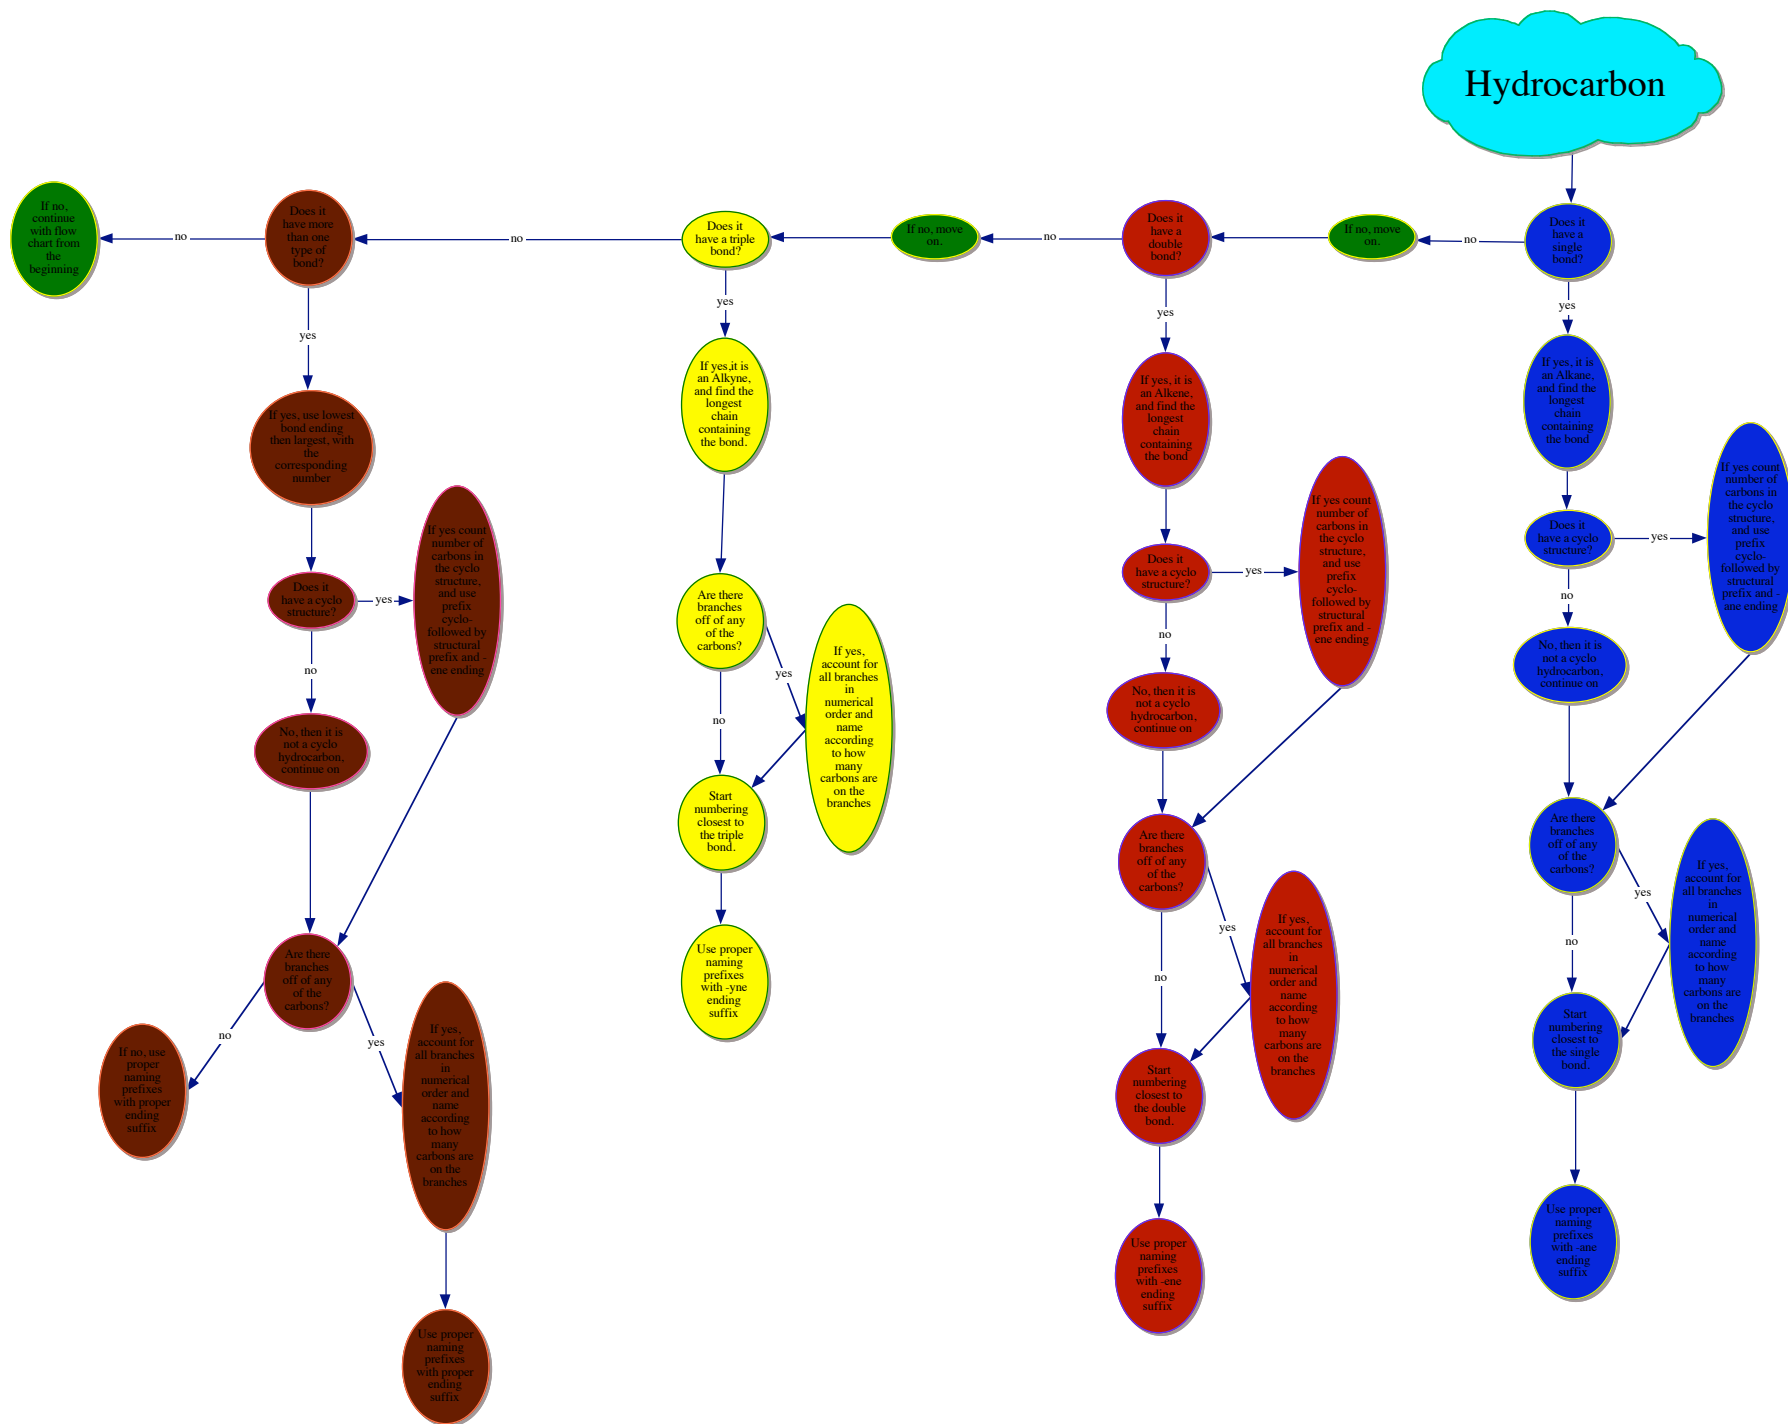 Hydrocarbon
Does it
have a
single
bond?
no
If no, move
on.
Does it
have a
double
bond?
no
If no, move
on.
Does it
have a triple
bond?
no
Does it
have more
than one
type of
bond?
no
If no,
continue
with flow
chart from
the
beginning
yes
If yes, it is
an Alkane,
and find the
longest
chain
containing
the bond
Does it
have a cyclo
structure?
yes
If yes count
number of
carbons in
the cyclo
structure,
and use
prefix
cyclo-
followed by
structural
prefix and -
ane ending
no
No, then it is
not a cyclo
hydrocarbon,
continue on
Are there
branches
off of any
of the
carbons?
yes
If yes,
account for
all branches
in
numerical
order and
name
according
to how
many
carbons are
on the
branches
no
Start
numbering
closest to
the single
bond.
Use proper
naming
prefixes
with -ane
ending
suffix
yes
If yes, it is
an Alkene,
and find the
longest
chain
containing
the bond
Does it
have a cyclo
structure?
yes
If yes count
number of
carbons in
the cyclo
structure,
and use
prefix
cyclo-
followed by
structural
prefix and -
ene ending
no
No, then it is
not a cyclo
hydrocarbon,
continue on
Are there
branches
off of any
of the
carbons?
yes
If yes,
account for
all branches
in
numerical
order and
name
according
to how
many
carbons are
on the
branches
no
Start
numbering
closest to
the double
bond.
Use proper
naming
prefixes
with -ene
ending
suffix
yes
If yes,it is
an Alkyne,
and find the
longest
chain
containing
the bond.
Are there
branches
off of any
of the
carbons?
yes
If yes,
account for
all branches
in
numerical
order and
name
according
to how
many
carbons are
on the
branches
no
Start
numbering
closest to
the triple
bond.
Use proper
naming
prefixes
with -yne
ending
suffix
yes
If yes, use lowest
bond ending
then largest, with
the
corresponding
number
Does it
have a cyclo
structure?
yes
If yes count
number of
carbons in
the cyclo
structure,
and use
prefix
cyclo-
followed by
structural
prefix and -
ene ending
no
No, then it is
not a cyclo
hydrocarbon,
continue on
Are there
branches
off of any
of the
carbons?
no
If no, use
proper
naming
prefixes
with proper
ending
suffix
yes
If yes,
account for
all branches
in
numerical
order and
name
according
to how
many
carbons are
on the
branches
Use proper
naming
prefixes
with proper
ending
suffix